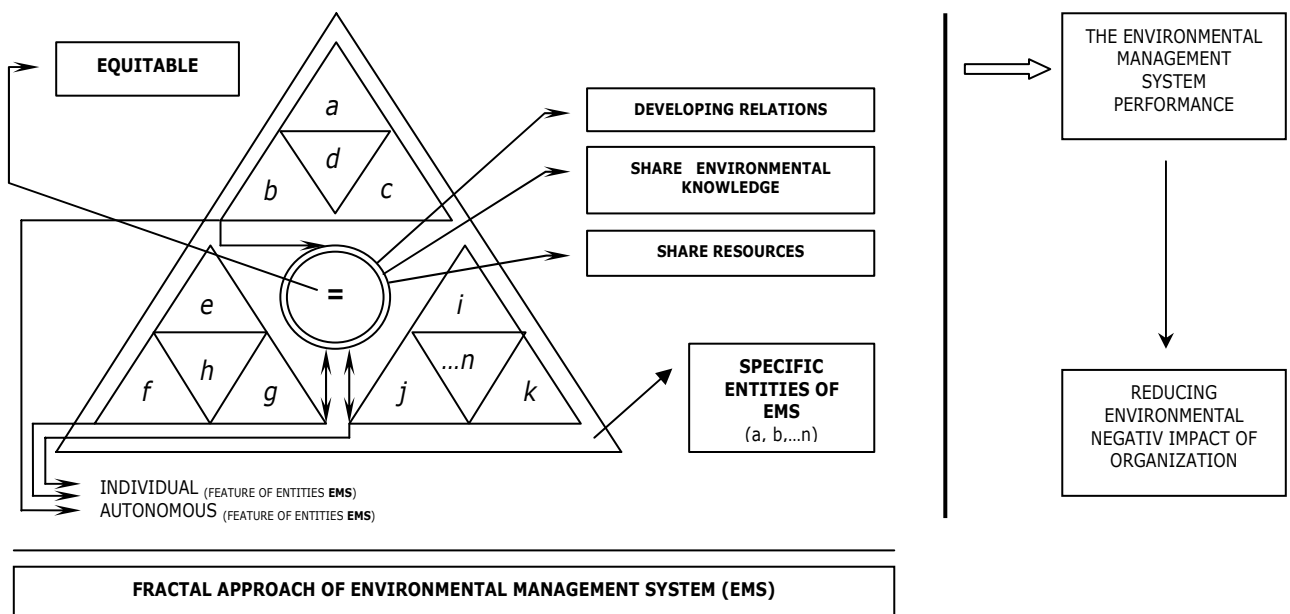 EQUITABLE
a
d
b c
=
e
h
f g
i
...n
j k
DEVELOPING RELATIONS
SHARE ENVIRONMENTAL
KNOWLEDGE
SHARE RESOURCES
SPECIFIC
ENTITIES OF
EMS
(a, b,...n)
INDIVIDUAL (FEATURE OF ENTITIES EMS)
AUTONOMOUS (FEATURE OF ENTITIES EMS)
THE ENVIRONMENTAL
MANAGEMENT
SYSTEM
PERFORMANCE
REDUCING
ENVIRONMENTAL
NEGATIV IMPACT OF
ORGANIZATION
FRACTAL APPROACH OF ENVIRONMENTAL MANAGEMENT SYSTEM (EMS)